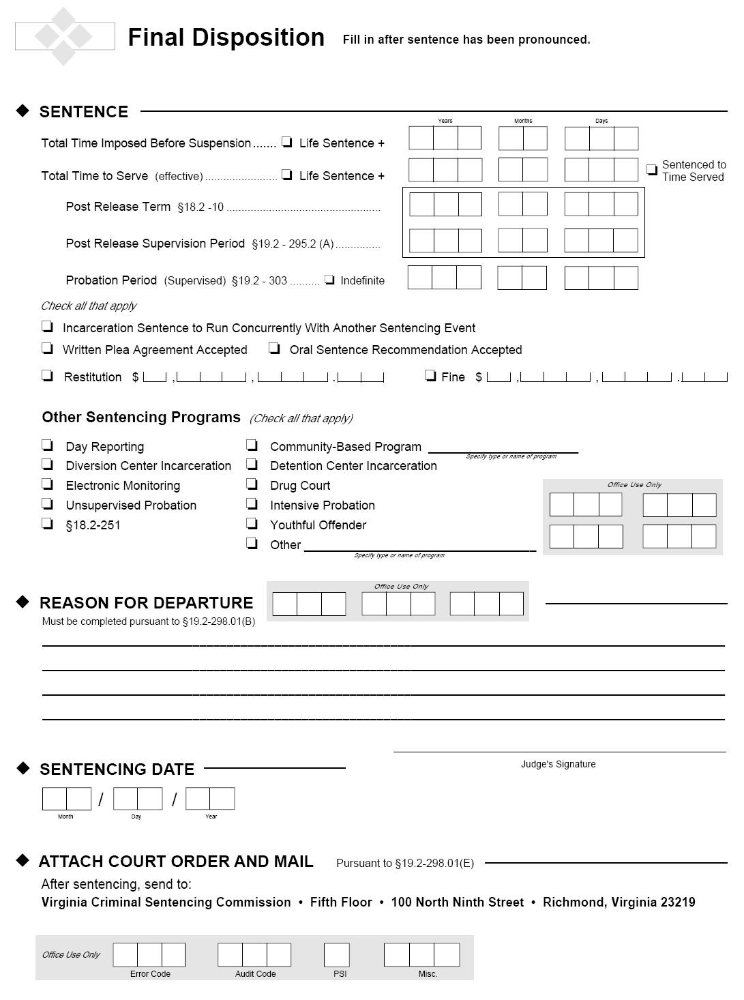 Final Disposition Fill in after sentence has been pronounced.
SENTENCE
Years Months Days
Total Time Imposed Before Suspension ....... Life Sentence +
Total Time to Serve (effective) ........................ Life Sentence + Sentenced to
Time Served
Post Release Term §18.2 -10 ...................................................
Post Release Supervision Period §19.2 - 295.2 (A) ...............
Probation Period (Supervised) §19.2 - 303 .......... Indefinite
Check all that apply
Incarceration Sentence to Run Concurrently With Another Sentencing Event
Written Plea Agreement Accepted Oral Sentence Recommendation Accepted
Restitution $ , , . Fine $ , , .
Other Sentencing Programs (Check all that apply)
Day Reporting Community-Based Program
Specify type or name of program
Diversion Center Incarceration Detention Center Incarceration
Electronic Monitoring Drug Court
Office Use Only
Unsupervised Probation Intensive Probation
§18.2-251 Youthful Offender
Other
Specify type or name of program
REASON FOR DEPARTURE Office Use Only
Must be completed pursuant to §19.2-298.01(B)
Judge's Signature
SENTENCING DATE
/ /
Month Day Year
ATTACH COURT ORDER AND MAIL Pursuant to §19.2-298.01(E)
After sentencing, send to:
Virginia Criminal Sentencing Commission • Fifth Floor • 100 North Ninth Street • Richmond, Virginia 23219
Office Use Only
Error Code Audit Code PSI Misc.